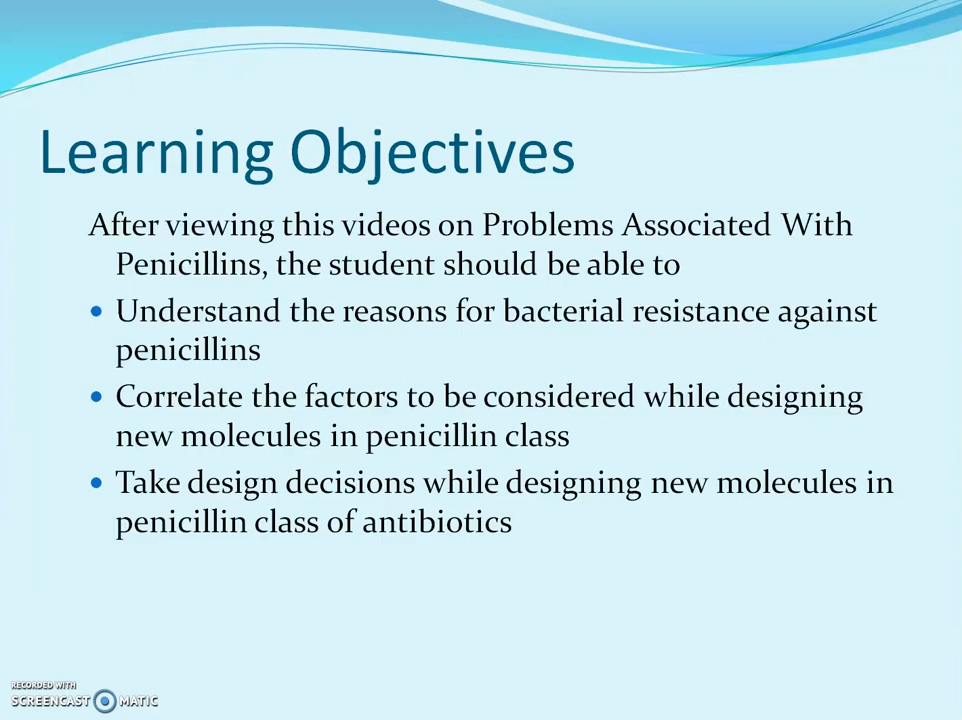 Learning Objectives
After viewing this videos on Problems Associated With
Penicillins, the student should be able to
Understand the reasons for bacterial resistance against
penicillins
Correlate the factors to be considered while designing
new molecules in penicillin class
Take design decisions while designing new molecules in
penicillin class of antibiotics
RECORDED WITH
SCREENCAST MATIC